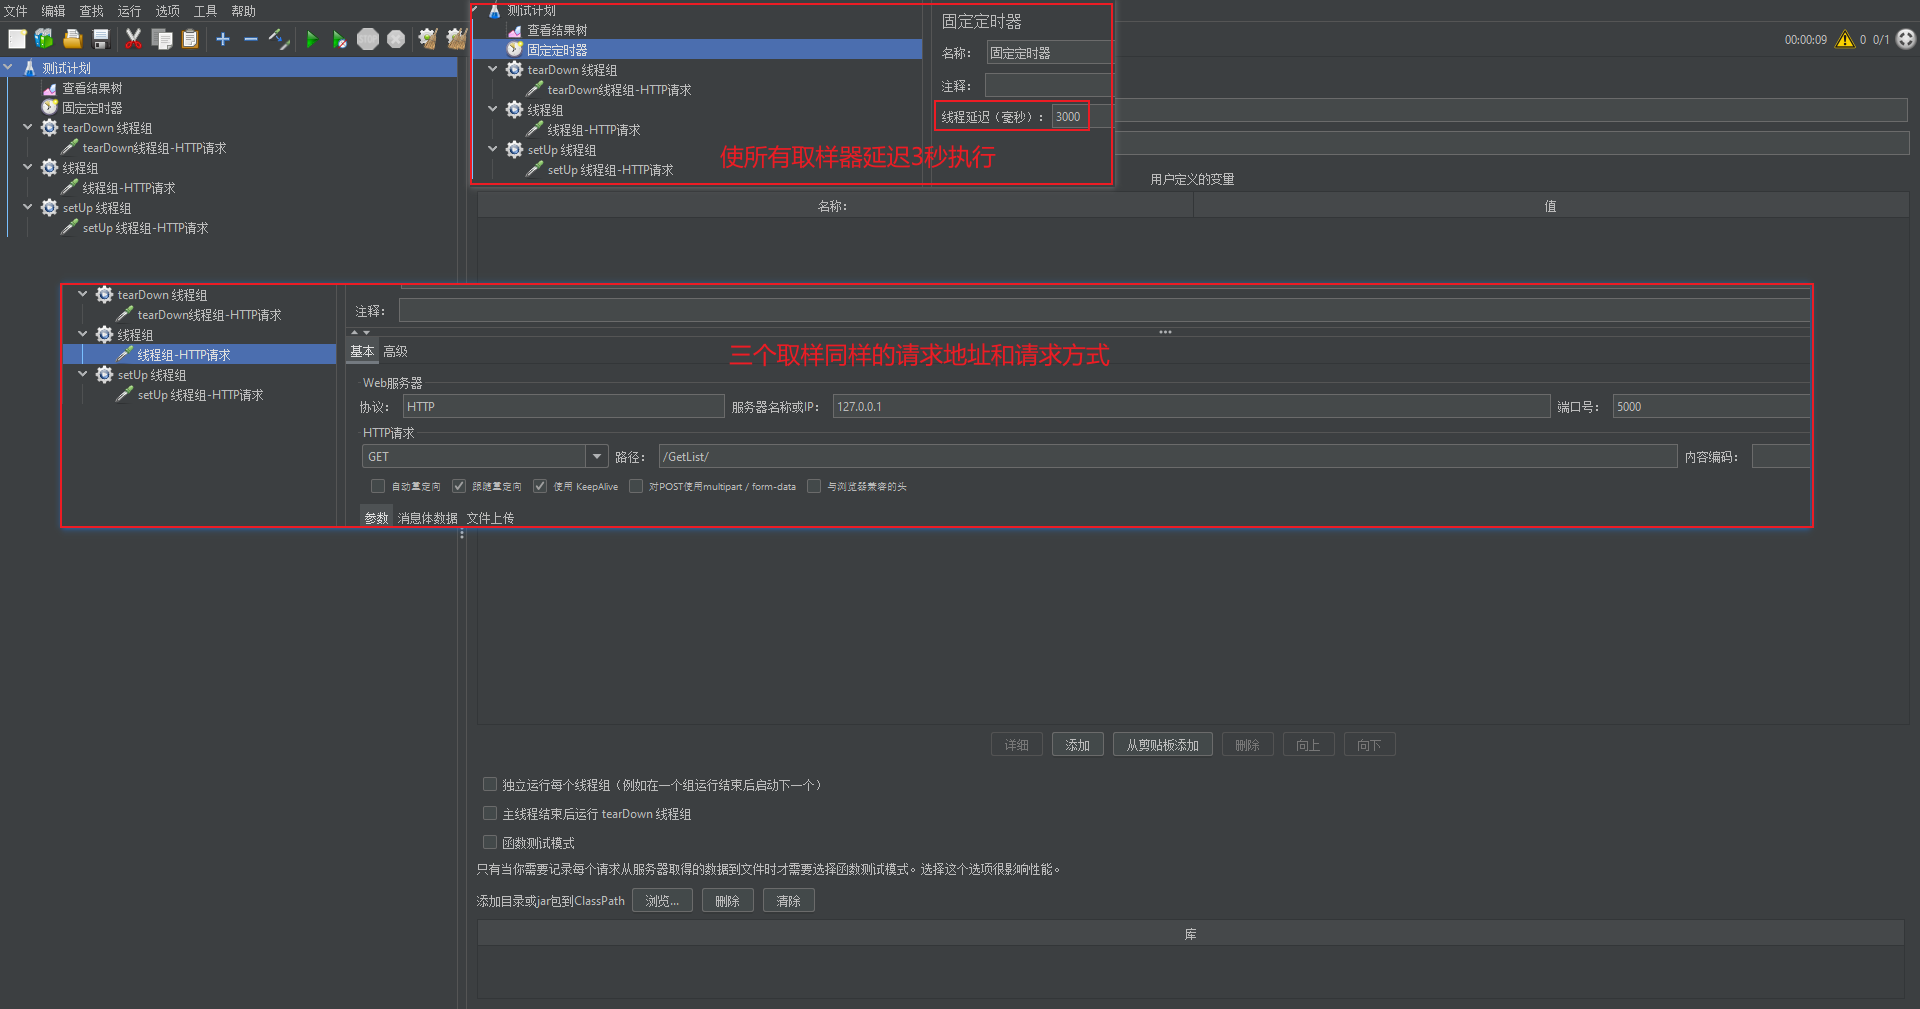 文件 编辑 查找 运行 选项 工具 帮助
00:00:09 0 0/1
测试计划
查看结果树
固定定时器
tearDown 线程组
tearDown线程组-HTTP请求
线程组
线程组-HTTP请求
setUp 线程组
setUp 线程组-HTTP请求
测试计划
查看结果树
固定定时器
tearDown 线程组
tearDown线程组-HTTP请求
线程组
线程组-HTTP请求
setUp 线程组
setUp 线程组-HTTP请求
固定定时器
名称： 固定定时器
注释：
线程延迟（毫秒）： 3000
使所有取样器延迟3秒执行
用户定义的变量
名称: 值
tearDown 线程组
tearDown线程组-HTTP请求
线程组
线程组-HTTP请求
setUp 线程组
setUp 线程组-HTTP请求
注释：
基本 高级
三个取样同样的请求地址和请求方式
Web服务器
协议： HTTP 服务器名称或IP： 127.0.0.1 端口号： 5000
HTTP请求
GET 路径： /GetList/ 内容编码：
自动重定向 跟随重定向 使用 KeepAlive 对POST使用multipart / form-data 与浏览器兼容的头
参数 消息体数据 文件上传
详细 添加 从剪贴板添加 删除 向上 向下
独立运行每个线程组（例如在一个组运行结束后启动下一个）
主线程结束后运行 tearDown 线程组
函数测试模式
只有当你需要记录每个请求从服务器取得的数据到文件时才需要选择函数测试模式。选择这个选项很影响性能。
添加目录或jar包到ClassPath 浏览... 删除 清除
库